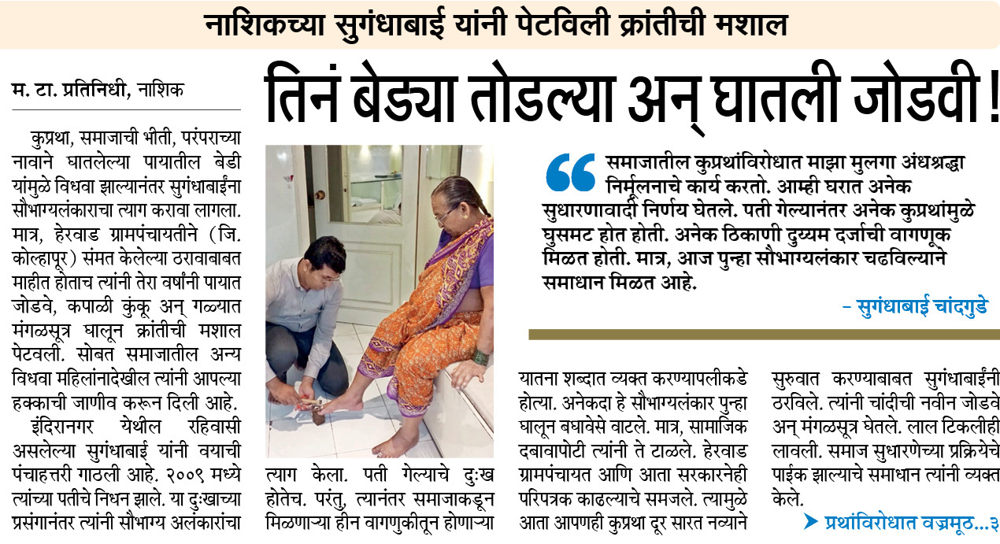 नाशिकच्या सुगंधाबाई यांनी पेटविली क्रांतीची मशाल
तिनं बेड्या तोडल्या अन् घातली जोडवी !
म. टा. प्रतिनिधी, नाशिक
कुप्रथा, समाजाची भीती, परंपराच्या
नावाने घातलेल्या पायातील बेडी
यांमुळे विधवा झाल्यानंतर सुगंधाबाईंना
सौभाग्यलंकाराचा त्याग करावा लागला.
मात्र, हेरवाड ग्रामपंचायतीने (जि.
कोल्हापूर) संमत केलेल्या ठरावाबाबत
माहीत होताच त्यांनी तेरा वर्षांनी पायात
जोडवे, कपाळी कुंकू अन् गळ्यात
मंगळसूत्र घालून क्रांतीची मशाल
पेटवली. सोबत समाजातील अन्य
विधवा महिलांनादेखील त्यांनी आपल्या
हक्काची जाणीव करून दिली आहे.
इंदिरानगर येथील रहिवासी
असलेल्या सुगंधाबाई यांनी वयाची
पंचाहत्तरी गाठली आहे. २००९ मध्ये
त्यांच्या पतीचे निधन झाले. या दुःखाच्या
प्रसंगानंतर त्यांनी सौभाग्य अलंकारांचा
त्याग केला. पती गेल्याचे दुःख
होतेच. परंतु, त्यानंतर समाजाकडून
मिळणाऱ्या हीन वागणुकीतून होणाऱ्या
“समाजातील कुप्रथांविरोधात माझा मुलगा अंधश्रद्धा
निर्मूलनाचे कार्य करतो. आम्ही घरात अनेक
सुधारणावादी निर्णय घेतले. पती गेल्यानंतर अनेक कुप्रथांमुळे
घुसमट होत होती. अनेक ठिकाणी दुय्यम दर्जाची वागणूक
मिळत होती. मात्र, आज पुन्हा सौभाग्यलंकार चढविल्याने
समाधान मिळत आहे.
– सुगंधाबाई चांदगुडे
यातना शब्दात व्यक्त करण्यापलीकडे
होत्या. अनेकदा हे सौभाग्यलंकार पुन्हा
घालून बघावेसे वाटले. मात्र, सामाजिक
दबावापोटी त्यांनी ते टाळले. हेरवाड
ग्रामपंचायत आणि आता सरकारनेही
परिपत्रक काढल्याचे समजले. त्यामुळे
आता आपणही कुप्रथा दूर सारत नव्याने
सुरुवात करण्याबाबत सुगंधाबाईंनी
ठरविले. त्यांनी चांदीची नवीन जोडवे
अन् मंगळसूत्र घेतले. लाल टिकलीही
लावली. समाज सुधारणेच्या प्रक्रियेचे
पाईक झाल्याचे समाधान त्यांनी व्यक्त
केले.
➤ प्रथांविरोधात वज्रमूठ...३